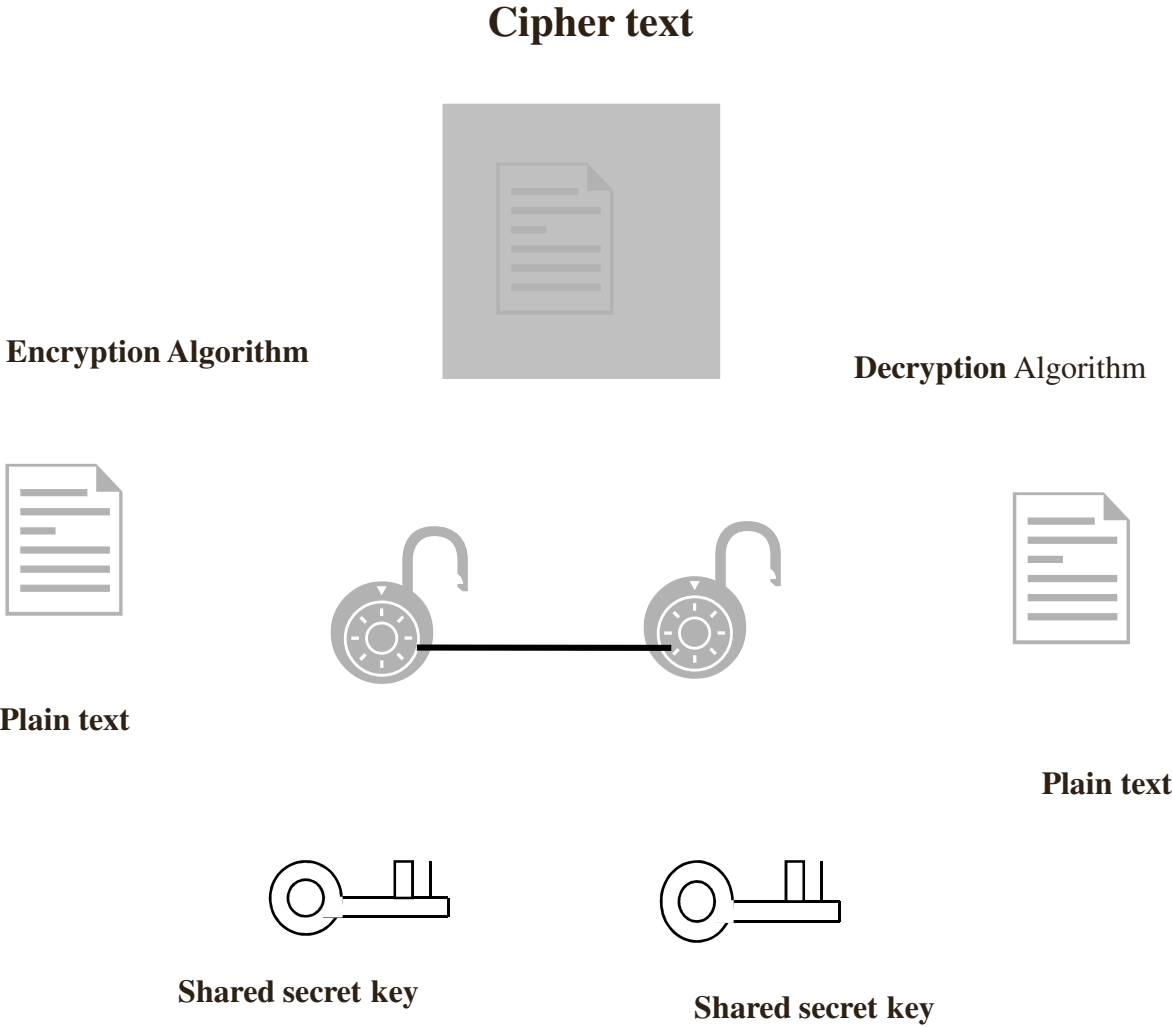 Cipher text
Encryption Algorithm
Decryption Algorithm
Plain text
Plain text
Shared secret key
Shared secret key